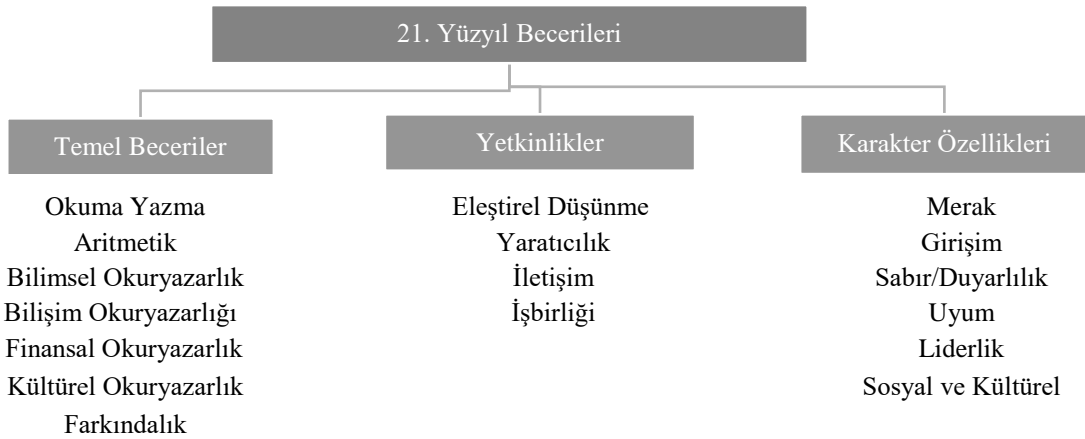 21. Yüzyıl Becerileri
Temel Beceriler
Okuma Yazma
Aritmetik
Bilimsel Okuryazarlık
Bilişim Okuryazarlığı
Finansal Okuryazarlık
Kültürel Okuryazarlık
Farkındalık
Yetkinlikler
Eleştirel Düşünme
Yaratıcılık
İletişim
İşbirliği
Karakter Özellikleri
Merak
Girişim
Sabır/Duyarlılık
Uyum
Liderlik
Sosyal ve Kültürel